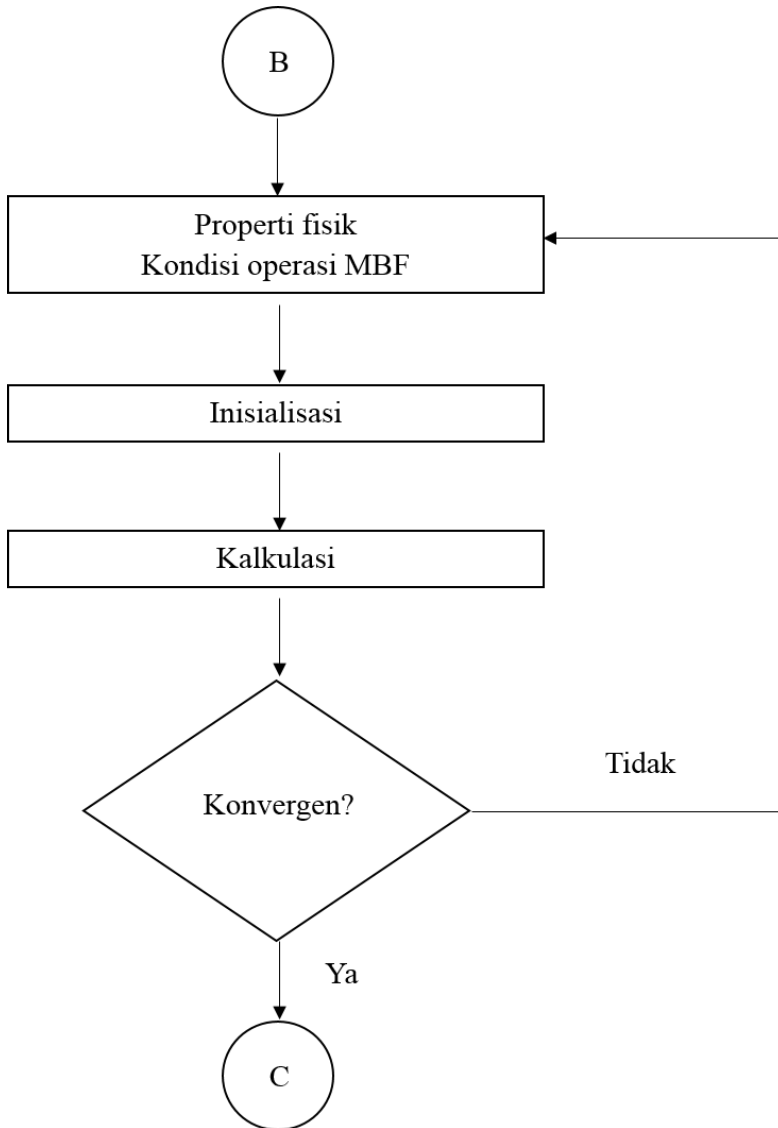 B
Properti fisik
Kondisi operasi MBF
Inisialisasi
Kalkulasi
Konvergen?
Tidak
Ya
C